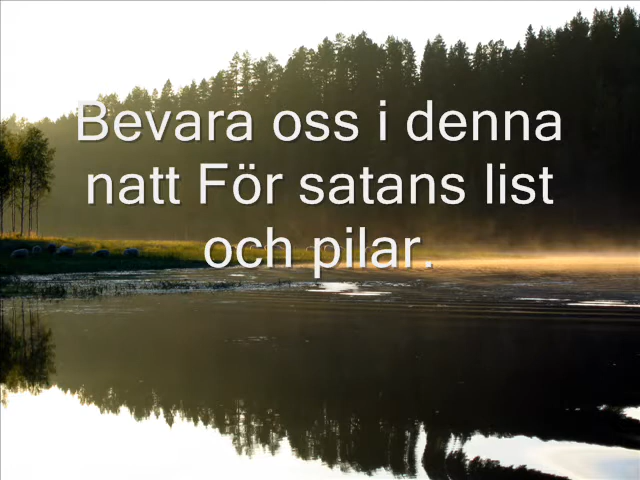 Bevara oss i denna
natt För satans list
och pilar.